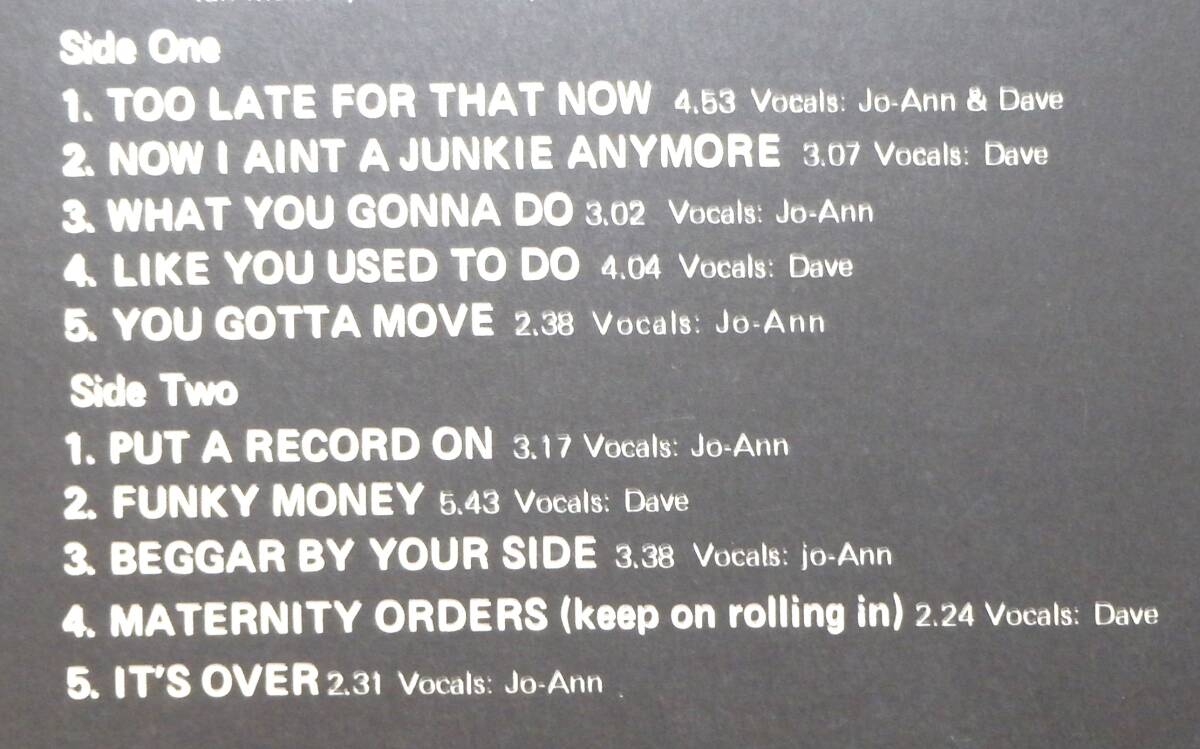 Side One
1. TOO LATE FOR THAT NOW 4.53 Vocals: Jo-Ann & Dave
2. NOW I AINT A JUNKIE ANYMORE 3.07 Vocals: Dave
3. WHAT YOU GONNA DO 3.02 Vocals: Jo-Ann
4. LIKE YOU USED TO DO 4.04 Vocals: Dave
5. YOU GOTTA MOVE 2.38 Vocals: Jo-Ann
Side Two
1. PUT A RECORD ON 3.17 Vocals: Jo-Ann
2. FUNKY MONEY 5.43 Vocals: Dave
3. BEGGAR BY YOUR SIDE 3.38 Vocals: jo-Ann
4. MATERNITY ORDERS (keep on rolling in) 2.24 Vocals: Dave
5. IT'S OVER 2.31 Vocals: Jo-Ann